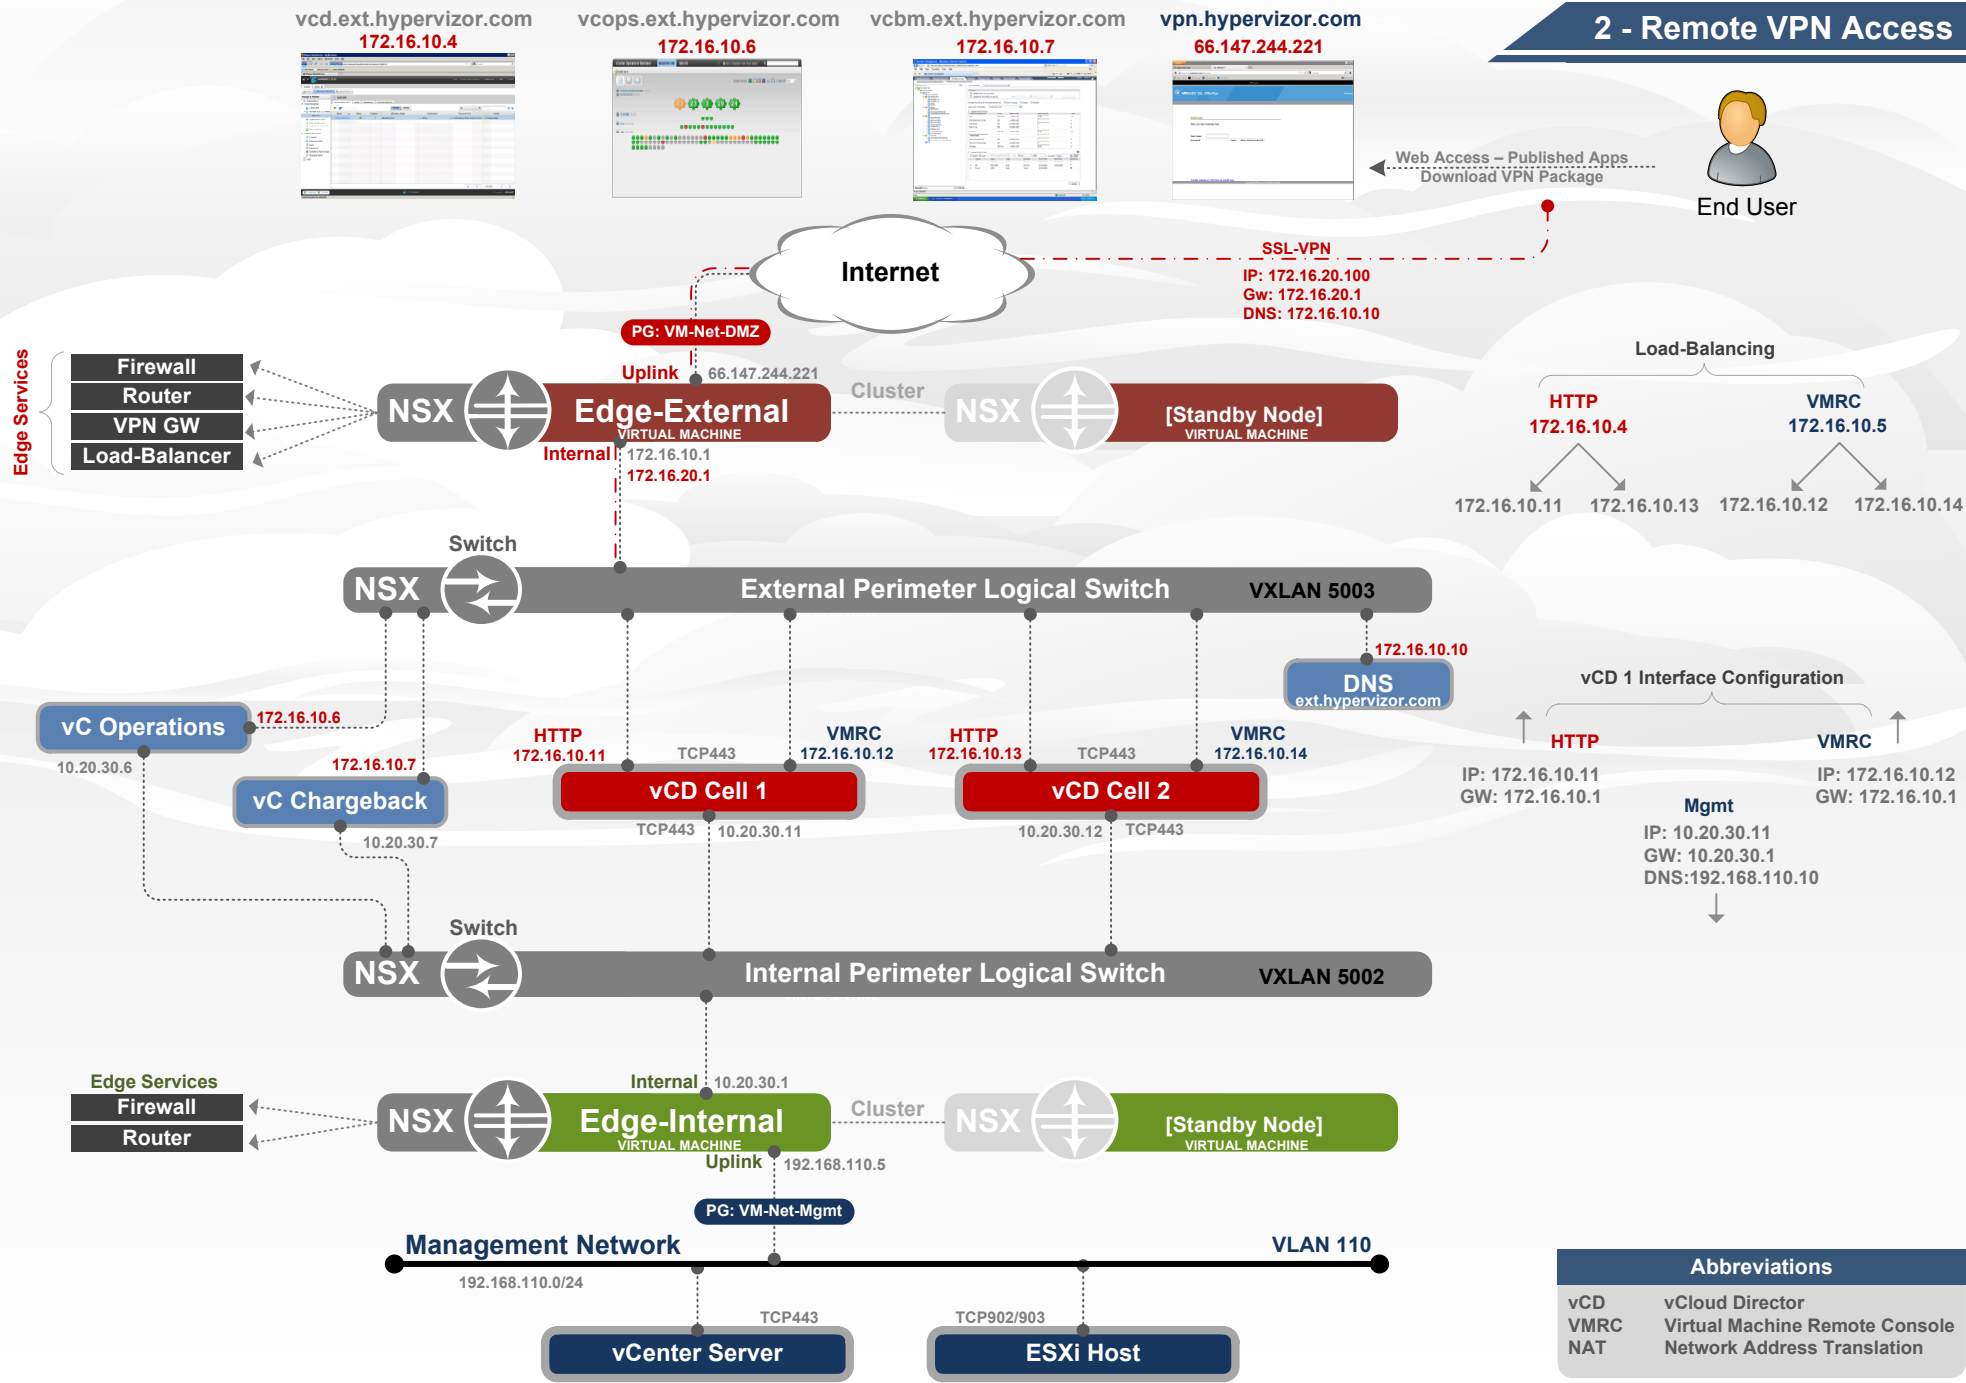 2 - Remote VPN Access
vcd.ext.hypervizor.com
172.16.10.4
vcops.ext.hypervizor.com
172.16.10.6
vcbm.ext.hypervizor.com
172.16.10.7
vpn.hypervizor.com
66.147.244.221
Web Access – Published Apps
Download VPN Package
End User
Internet
SSL-VPN
IP: 172.16.20.100
Gw: 172.16.20.1
DNS: 172.16.10.10
PG: VM-Net-DMZ
Edge Services
Firewall
Router
VPN GW
Load-Balancer
Uplink
66.147.244.221
NSX
Edge-External
VIRTUAL MACHINE
Cluster
NSX
[Standby Node]
VIRTUAL MACHINE
Internal
172.16.10.1
172.16.20.1
Load-Balancing
HTTP
172.16.10.4
VMRC
172.16.10.5
172.16.10.11
172.16.10.13
172.16.10.12
172.16.10.14
Switch
NSX
External Perimeter Logical Switch
VXLAN 5003
172.16.10.10
DNS
ext.hypervizor.com
vC Operations
172.16.10.6
10.20.30.6
172.16.10.7
vC Chargeback
10.20.30.7
HTTP
172.16.10.11
TCP443
VMRC
172.16.10.12
vCD Cell 1
TCP443
10.20.30.11
HTTP
172.16.10.13
TCP443
VMRC
172.16.10.14
vCD Cell 2
10.20.30.12
TCP443
vCD 1 Interface Configuration
HTTP
IP: 172.16.10.11
GW: 172.16.10.1
VMRC
IP: 172.16.10.12
GW: 172.16.10.1
Mgmt
IP: 10.20.30.11
GW: 10.20.30.1
DNS:192.168.110.10
Switch
NSX
Internal Perimeter Logical Switch
VXLAN 5002
Edge Services
Firewall
Router
Internal
10.20.30.1
NSX
Edge-Internal
VIRTUAL MACHINE
Cluster
NSX
[Standby Node]
VIRTUAL MACHINE
Uplink
192.168.110.5
PG: VM-Net-Mgmt
Management Network
VLAN 110
192.168.110.0/24
TCP443
vCenter Server
TCP902/903
ESXi Host
Abbreviations
vCD vCloud Director
VMRC Virtual Machine Remote Console
NAT Network Address Translation